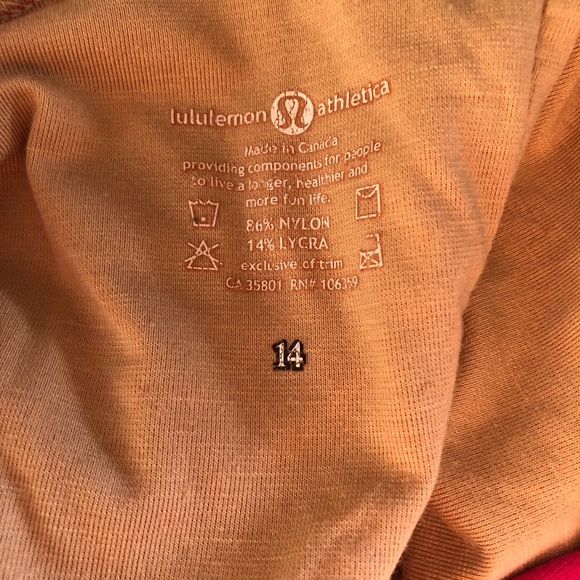 lululemon athletica
Made in Canada
providing components for people
to live a longer, healthier and
more fun life.
86% NYLON
14% LYCRA
exclusive of trim
CA 35801 RN# 106259
14